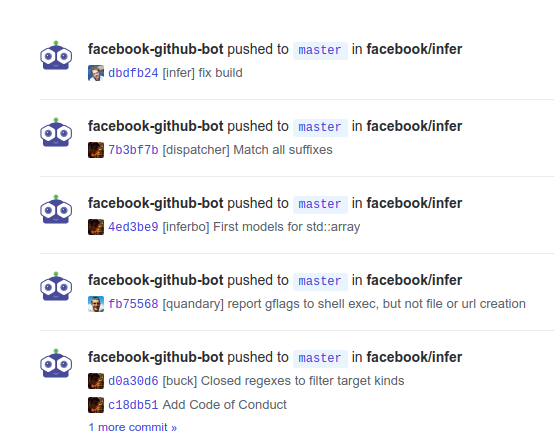 facebook-github-bot pushed to master in facebook/infer
dbdfb24 [infer] fix build
facebook-github-bot pushed to master in facebook/infer
7b3bf7b [dispatcher] Match all suffixes
facebook-github-bot pushed to master in facebook/infer
4ed3be9 [inferbo] First models for std::array
facebook-github-bot pushed to master in facebook/infer
fb75568 [quandary] report gflags to shell exec, but not file or url creation
facebook-github-bot pushed to master in facebook/infer
d0a30d6 [buck] Closed regexes to filter target kinds
c18db51 Add Code of Conduct
1 more commit »